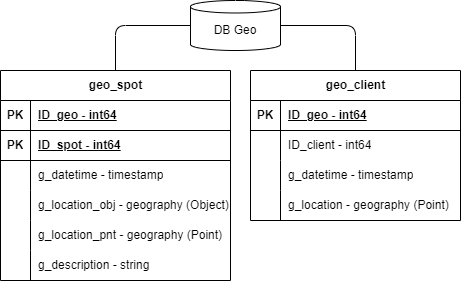 DB Geo
geo_spot
PK ID_geo - int64
PK ID_spot - int64
g_datetime - timestamp
g_location_obj - geography (Object)
g_location_pnt - geography (Point)
g_description - string
geo_client
PK ID_geo - int64
ID_client - int64
g_datetime - timestamp
g_location - geography (Point)